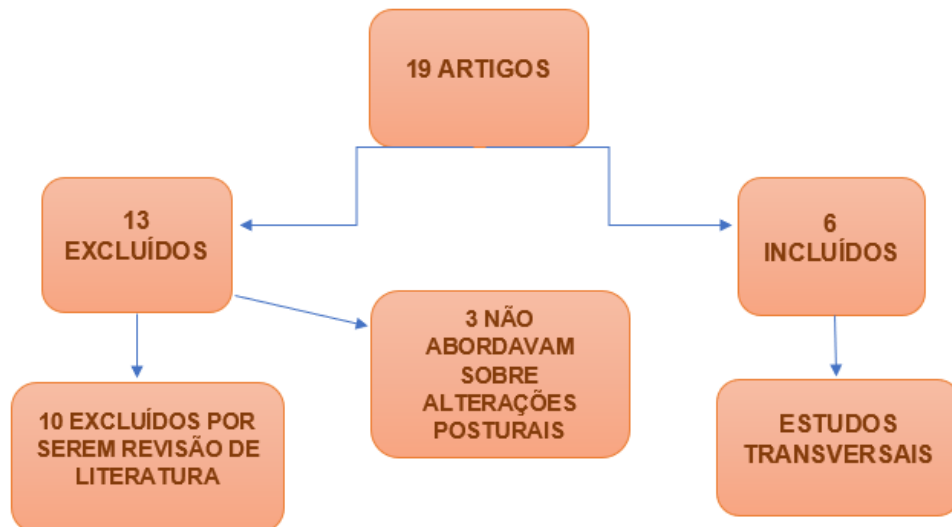 19 ARTIGOS
13
EXCLUÍDOS
6
INCLUÍDOS
3 NÃO
ABORDAVAM
SOBRE
ALTERAÇÕES
POSTURAIS
10 EXCLUÍDOS POR
SEREM REVISÃO DE
LITERATURA
ESTUDOS
TRANSVERSAIS